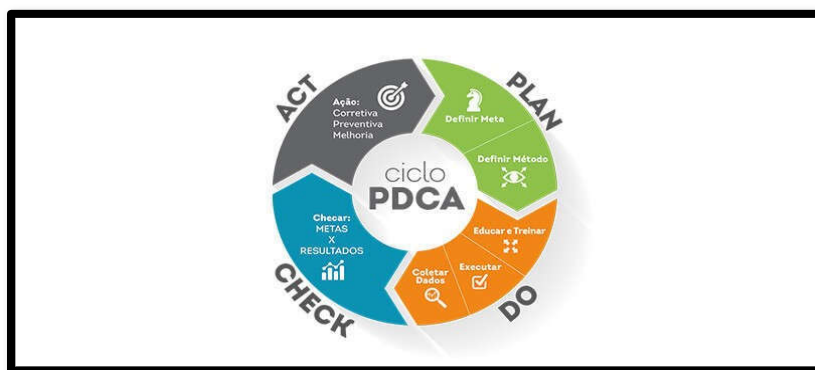 ciclo
PDCA
PLAN
Definir Meta
Definir Método
DO
Educar e Treinar
Executar
Coletar
Dados
CHECK
Checar:
METAS
X
RESULTADOS
ACT
Ação:
Corretiva
Preventiva
Melhoria